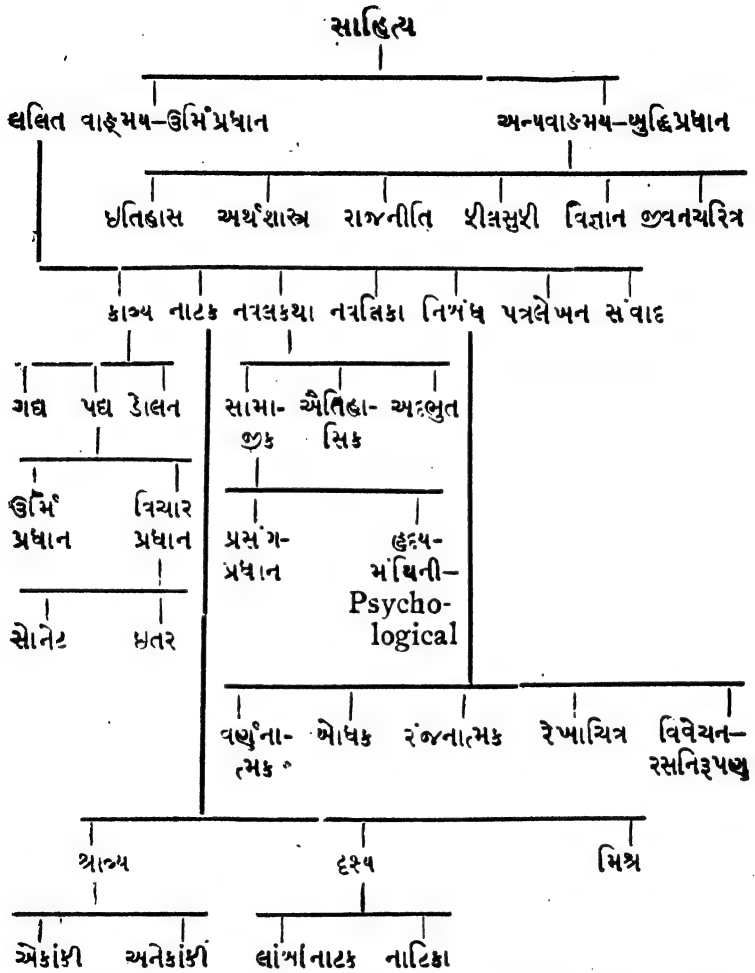 સાહિત્ય
લલિત વાઙ્મય–ઊર્મિપ્રધાન અન્યવાઙમય–બુદ્ધિપ્રધાન
ઇતિહાસ અર્થશાસ્ત્ર રાજનીતિ ફીલસુફી વિજ્ઞાન જીવનચરિત્ર
કાવ્ય નાટક નવલકથા નવલિકા નિબંધ પત્રલેખન સંવાદ
ગદ્ય પદ્ય ડોલન સામા- ઐતિહા- અદભુત
જીક સિક
ઊર્મિ વિચાર
પ્રધાન પ્રધાન પ્રસંગ- હૃદય-
પ્રધાન મંથિની–
Psycho-
સોનેટ ઇતર logical
વર્ણના- બોધક રંજનાત્મક રેખાચિત્ર વિવેચન–
ત્મક રસનિરૂપણ
શ્રાવ્ય દૃશ્ય મિશ્ર
એકાંકી અનેકાંકી લાંબાંનાટક નાટિકા